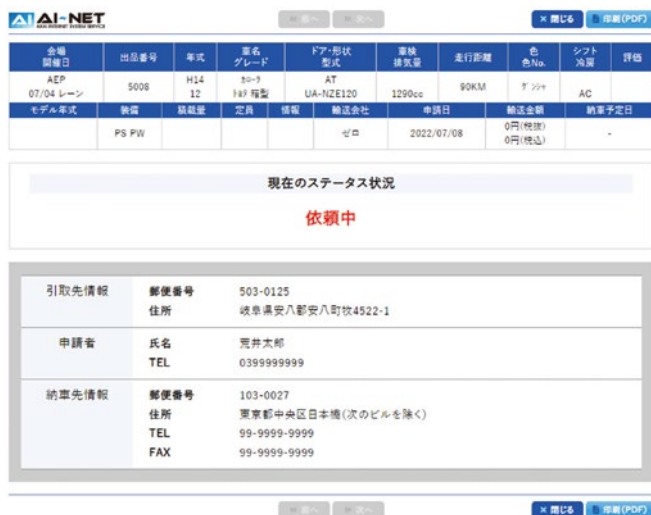 AI-NET
ASAI INTERNET SYSTEM SERVICE
前へ 次へ × 閉じる 印刷(PDF)
会場 開催日 出品番号 年式 車名 グレード ドア・形状 型式 車検 排気量 走行距離 色 色No. シフト 冷房 評価
AEP 07/04 レーン 5008 H14 12 カローラ トヨタ 箱型 AT UA-NZE120 1290cc 90KM AC
モデル年式 装備 積載量 定員 情報 輸送会社 申請日 輸送金額 納車予定日
PS PW ゼロ 2022/07/08 0円(税抜) 0円(税込) -
現在のステータス状況
依頼中
引取先情報 郵便番号 503-0125
住所 岐阜県安八郡安八町牧4522-1
申請者 氏名 荒井太郎
TEL 0399999999
納車先情報 郵便番号 103-0027
住所 東京都中央区日本橋(次のビルを除く)
TEL 99-9999-9999
FAX 99-9999-9999
前へ 次へ × 閉じる 印刷(PDF)